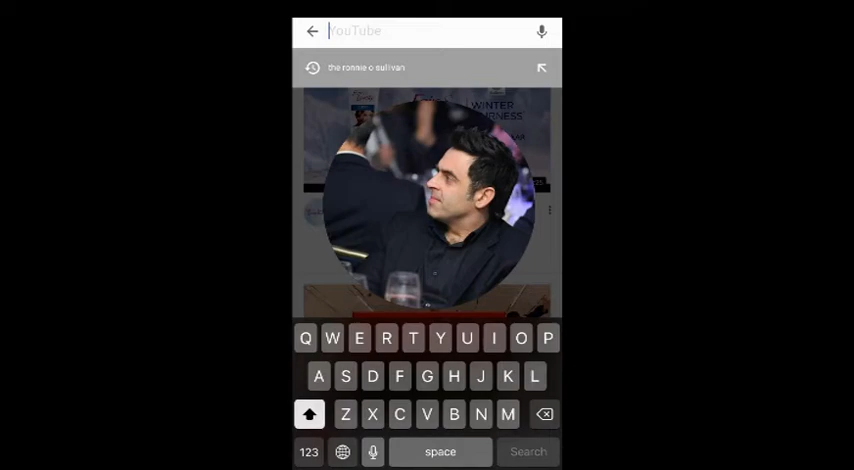 YouTube
the ronnie o sullivan
WINTER
Q W E R T Y U I O P
A S D F G H J K L
Z X C V B N M
123 space Search